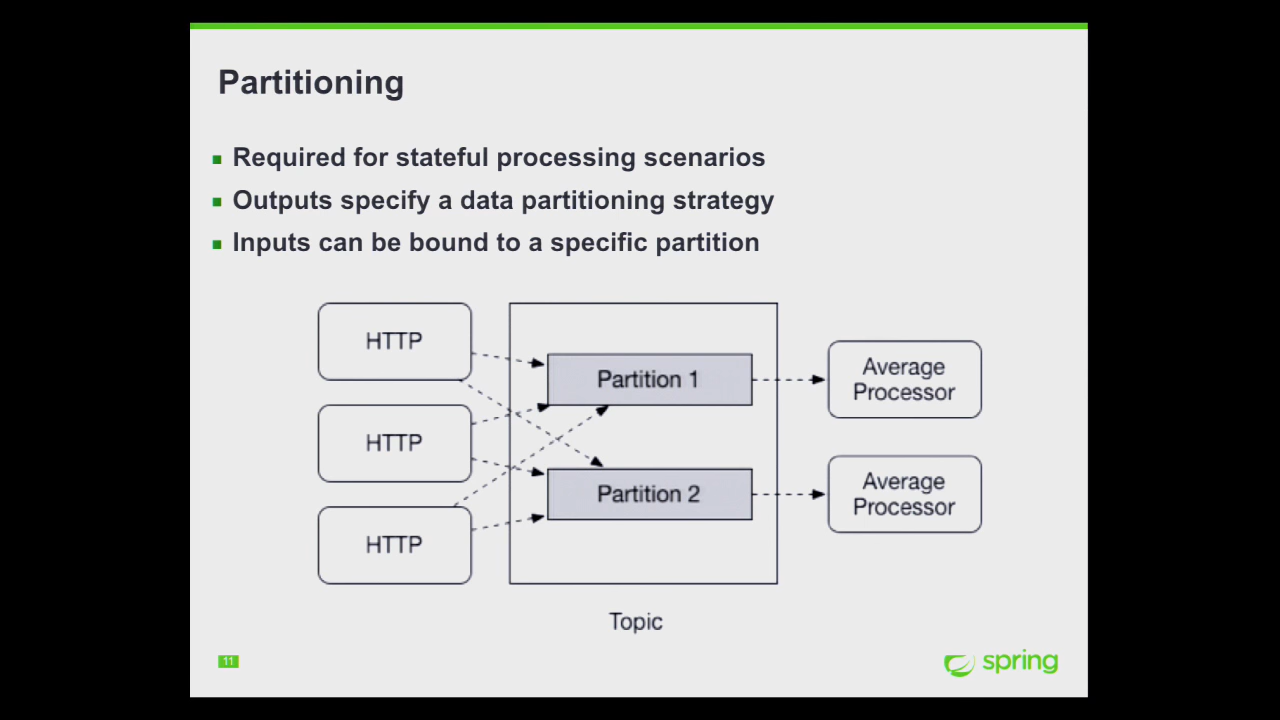 Partitioning
Required for stateful processing scenarios
Outputs specify a data partitioning strategy
Inputs can be bound to a specific partition
HTTP
HTTP
HTTP
Partition 1
Partition 2
Average
Processor
Average
Processor
Topic
11
spring